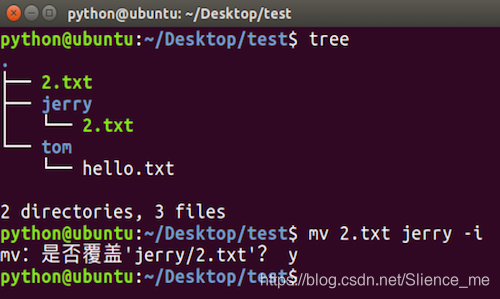 python@ubuntu: ~/Desktop/test
python@ubuntu:~/Desktop/test$ tree
.
├── 2.txt
├── jerry
│   └── 2.txt
└── tom
    └── hello.txt
2 directories, 3 files
python@ubuntu:~/Desktop/test$ mv 2.txt jerry -i
mv：是否覆盖'jerry/2.txt'？ y
python@ubuntu:~/Desktop/test$
https://blog.csdn.net/Slience_me